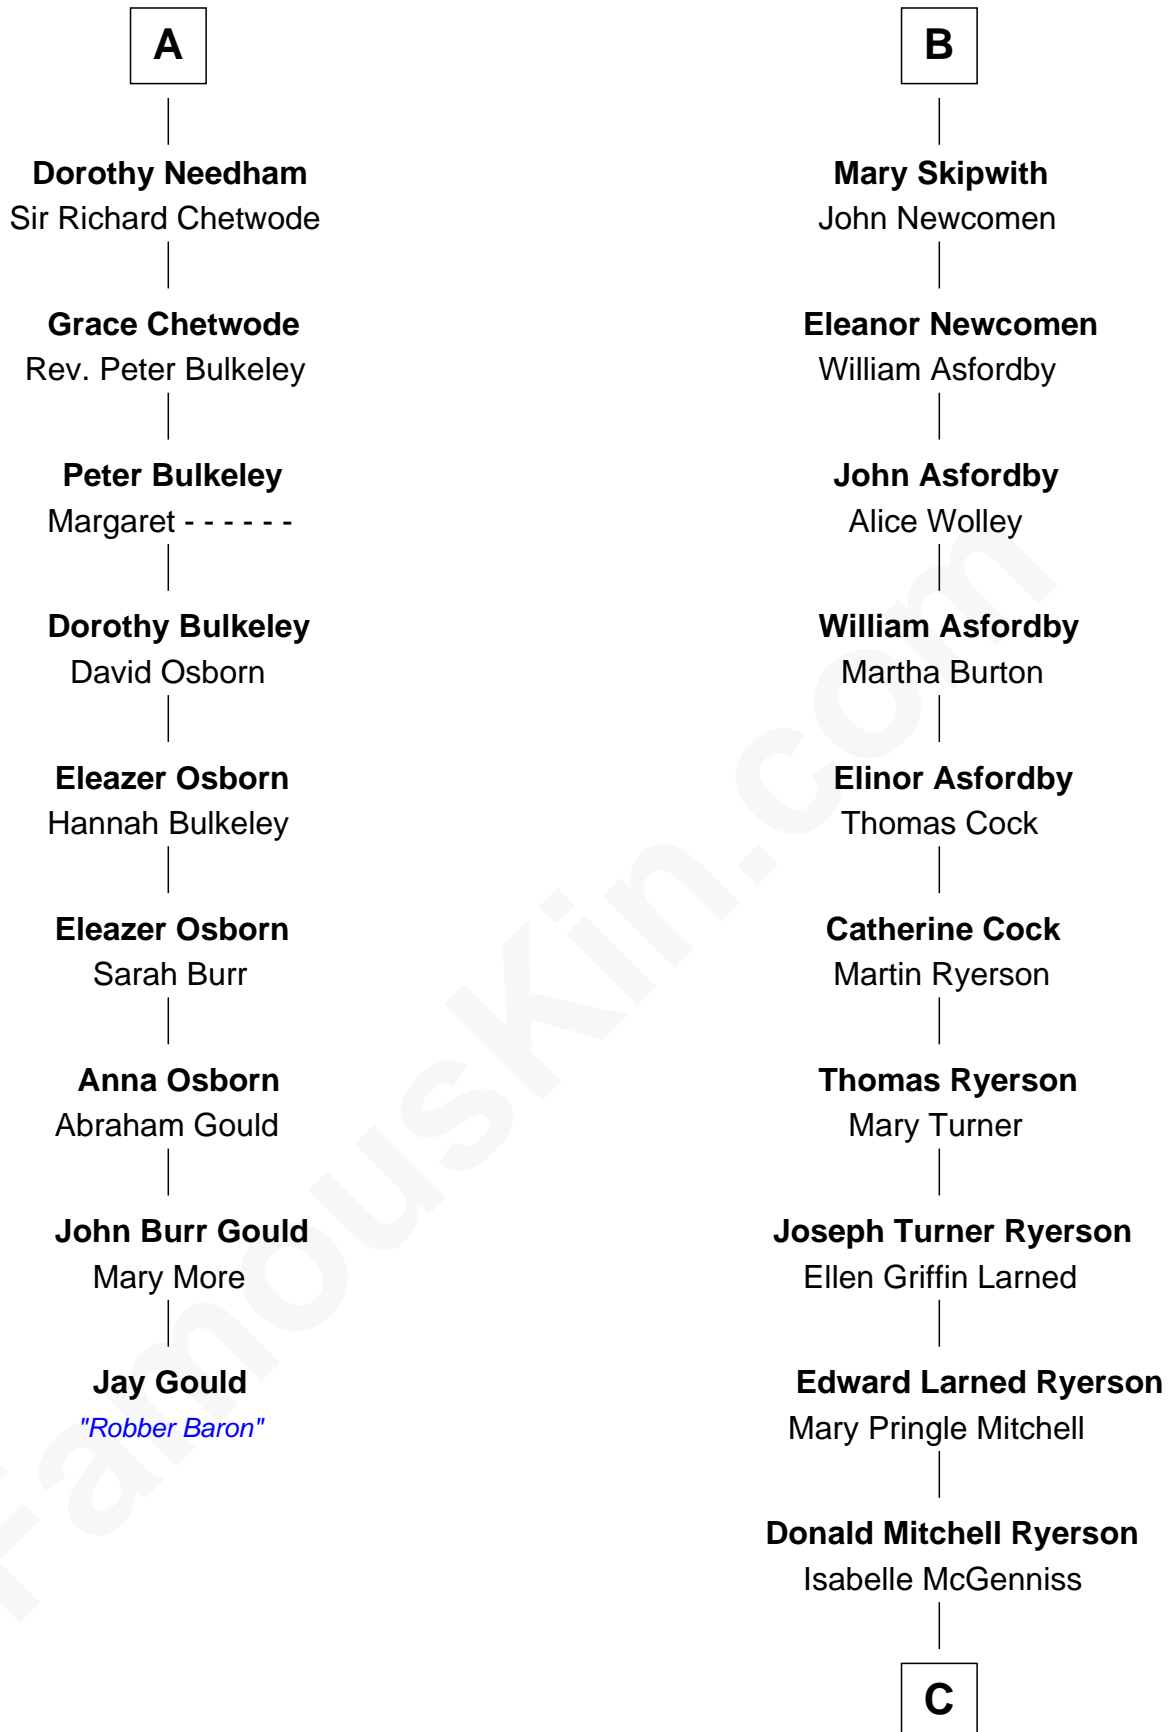 A
Dorothy Needham
Sir Richard Chetwode
Grace Chetwode
Rev. Peter Bulkeley
Peter Bulkeley
Margaret - - - - - -
Dorothy Bulkeley
David Osborn
Eleazer Osborn
Hannah Bulkeley
Eleazer Osborn
Sarah Burr
Anna Osborn
Abraham Gould
John Burr Gould
Mary More
Jay Gould
"Robber Baron"
B
Mary Skipwith
John Newcomen
Eleanor Newcomen
William Asfordby
John Asfordby
Alice Wolley
William Asfordby
Martha Burton
Elinor Asfordby
Thomas Cock
Catherine Cock
Martin Ryerson
Thomas Ryerson
Mary Turner
Joseph Turner Ryerson
Ellen Griffin Larned
Edward Larned Ryerson
Mary Pringle Mitchell
Donald Mitchell Ryerson
Isabelle McGenniss
C
FamousKin.com